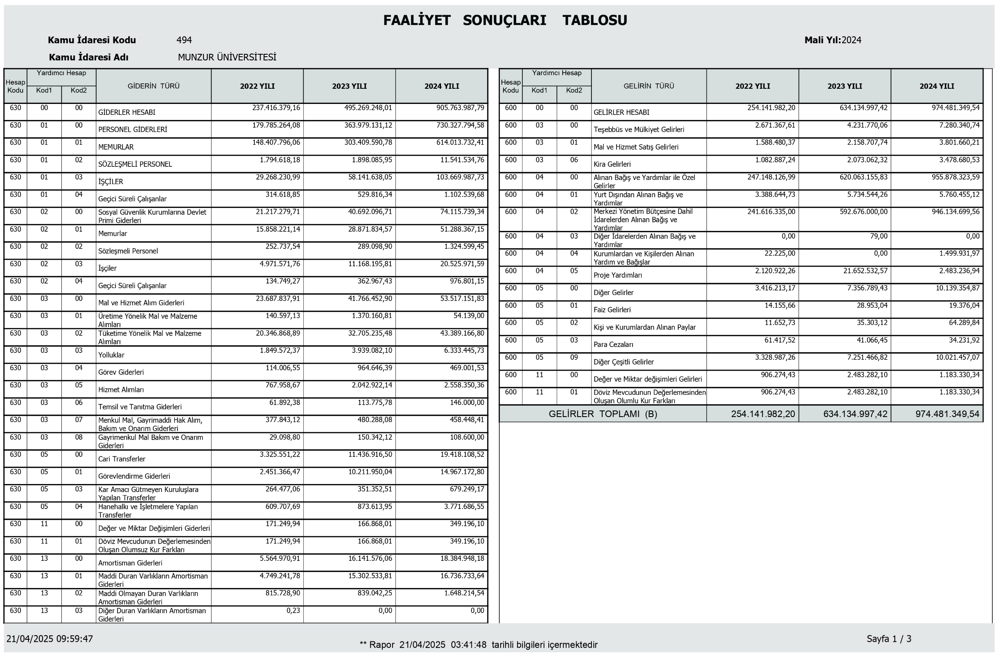 FAALİYET SONUÇLARI TABLOSU
Kamu İdaresi Kodu 494 Mali Yıl:2024
Kamu İdaresi Adı MUNZUR ÜNİVERSİTESİ
Hesap Kodu Yardımcı Hesap Kod1 Kod2 GİDERİN TÜRÜ 2022 YILI 2023 YILI 2024 YILI
630 00 00 GİDERLER HESABI 237.416.379,16 495.269.248,01 905.763.987,79
630 01 00 PERSONEL GİDERLERİ 179.785.264,08 363.979.131,12 730.327.794,58
630 01 01 MEMURLAR 148.407.796,06 303.409.590,78 614.013.732,41
630 01 02 SÖZLEŞMELİ PERSONEL 1.794.618,18 1.898.085,95 11.541.534,76
630 01 03 İŞÇİLER 29.268.230,99 58.141.638,05 103.669.987,73
630 01 04 Geçici Süreli Çalışanlar 314.618,85 529.816,34 1.102.539,68
630 02 00 Sosyal Güvenlik Kurumlarına Devlet Primi Giderleri 21.217.279,71 40.692.096,71 74.115.739,34
630 02 01 Memurlar 15.858.221,14 28.871.834,57 51.288.367,15
630 02 02 Sözleşmeli Personel 252.737,54 289.098,90 1.324.599,45
630 02 03 İşçiler 4.971.571,76 11.168.195,81 20.525.971,59
630 02 04 Geçici Süreli Çalışanlar 134.749,27 362.967,43 976.801,15
630 03 00 Mal ve Hizmet Alım Giderleri 23.687.837,91 41.766.452,90 53.517.151,83
630 03 01 Üretime Yönelik Mal ve Malzeme Alımları 140.597,13 1.370.160,81 54.139,00
630 03 02 Tüketime Yönelik Mal ve Malzeme Alımları 20.346.868,89 32.705.235,48 43.389.166,80
630 03 03 Yolluklar 1.849.572,37 3.939.082,10 6.333.445,73
630 03 04 Görev Giderleri 114.006,55 964.646,39 469.001,53
630 03 05 Hizmet Alımları 767.958,67 2.042.922,14 2.558.350,36
630 03 06 Temsil ve Tanıtma Giderleri 61.892,38 113.775,78 146.000,00
630 03 07 Menkul Mal, Gayrimaddi Hak Alım, Bakım ve Onarım Giderleri 377.843,12 480.288,08 458.448,41
630 03 08 Gayrimenkul Mal Bakım ve Onarım Giderleri 29.098,80 150.342,12 108.600,00
630 05 00 Cari Transferler 3.325.551,22 11.436.916,50 19.418.108,52
630 05 01 Görevlendirme Giderleri 2.451.366,47 10.211.950,04 14.967.172,80
630 05 03 Kar Amacı Gütmeyen Kuruluşlara Yapılan Transferler 264.477,06 351.352,51 679.249,17
630 05 04 Hanehalkı ve İşletmelere Yapılan Transferler 609.707,69 873.613,95 3.771.686,55
630 11 00 Değer ve Miktar Değişimleri Giderleri 171.249,94 166.868,01 349.196,10
630 11 01 Döviz Mevcudunun Değerlemesinden Oluşan Olumsuz Kur Farkları 171.249,94 166.868,01 349.196,10
630 13 00 Amortisman Giderleri 5.564.970,91 16.141.576,06 18.384.948,18
630 13 01 Maddi Duran Varlıkların Amortisman Giderleri 4.749.241,78 15.302.533,81 16.736.733,64
630 13 02 Maddi Olmayan Duran Varlıkların Amortisman Giderleri 815.728,90 839.042,25 1.648.214,54
630 13 03 Diğer Duran Varlıkların Amortisman Giderleri 0,23 0,00 0,00
Hesap Kodu Yardımcı Hesap Kod1 Kod2 GELİRİN TÜRÜ 2022 YILI 2023 YILI 2024 YILI
600 00 00 GELİRLER HESABI 254.141.982,20 634.134.997,42 974.481.349,54
600 03 00 Teşebbüs ve Mülkiyet Gelirleri 2.671.367,61 4.231.770,06 7.280.340,74
600 03 01 Mal ve Hizmet Satış Gelirleri 1.588.480,37 2.158.707,74 3.801.660,21
600 03 06 Kira Gelirleri 1.082.887,24 2.073.062,32 3.478.680,53
600 04 00 Alınan Bağış ve Yardımlar ile Özel Gelirler 247.148.126,99 620.063.155,83 955.878.323,59
600 04 01 Yurt Dışından Alınan Bağış ve Yardımlar 3.388.644,73 5.734.544,26 5.760.455,12
600 04 02 Merkezi Yönetim Bütçesine Dahil İdarelerden Alınan Bağış ve Yardımlar 241.616.335,00 592.676.000,00 946.134.699,56
600 04 03 Diğer İdarelerden Alınan Bağış ve Yardımlar 0,00 79,00 0,00
600 04 04 Kurumlardan ve Kişilerden Alınan Yardım ve Bağışlar 22.225,00 0,00 1.499.931,97
600 04 05 Proje Yardımları 2.120.922,26 21.652.532,57 2.483.236,94
600 05 00 Diğer Gelirler 3.416.213,17 7.356.789,43 10.139.354,87
600 05 01 Faiz Gelirleri 14.155,66 28.953,04 19.376,04
600 05 02 Kişi ve Kurumlardan Alınan Paylar 11.652,73 35.303,12 64.289,84
600 05 03 Para Cezaları 61.417,52 41.066,45 34.231,92
600 05 09 Diğer Çeşitli Gelirler 3.328.987,26 7.251.466,82 10.021.457,07
600 11 00 Değer ve Miktar değişimleri Gelirleri 906.274,43 2.483.282,10 1.183.330,34
600 11 01 Döviz Mevcudunun Değerlemesinden Oluşan Olumlu Kur Farkları 906.274,43 2.483.282,10 1.183.330,34
GELİRLER TOPLAMI (B) 254.141.982,20 634.134.997,42 974.481.349,54
21/04/2025 09:59:47
** Rapor 21/04/2025 03:41:48 tarihli bilgileri içermektedir
Sayfa 1 / 3